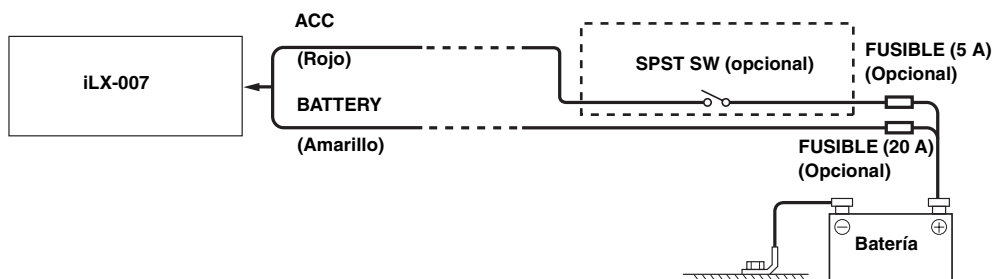 ACC
(Rojo)
SPST SW (opcional)
FUSIBLE (5 A)
(Opcional)
iLX-007
BATTERY
(Amarillo)
FUSIBLE (20 A)
(Opcional)
Batería